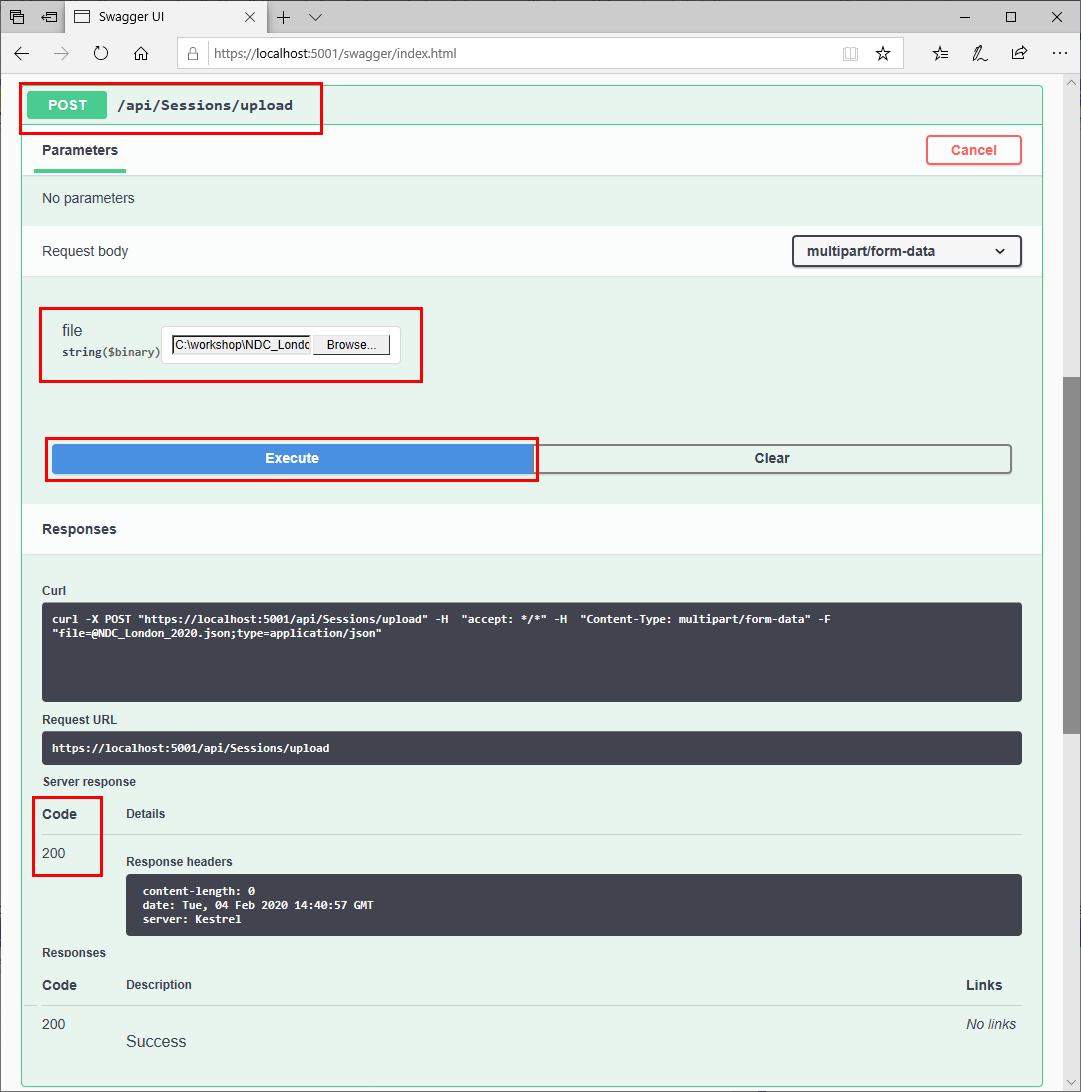 Swagger UI
https://localhost:5001/swagger/index.html
POST /api/Sessions/upload
Parameters
Cancel
No parameters
Request body
multipart/form-data
file
string($binary)
C:\workshop\NDC_Londo
Browse...
Execute
Clear
Responses
Curl
curl -X POST "https://localhost:5001/api/Sessions/upload" -H  "accept: */*" -H  "Content-Type: multipart/form-data" -F
"file=@NDC_London_2020.json;type=application/json"
Request URL
https://localhost:5001/api/Sessions/upload
Server response
Code Details
200
Response headers
content-length: 0
date: Tue, 04 Feb 2020 14:40:57 GMT
server: Kestrel
Responses
Code Description Links
200 No links
Success